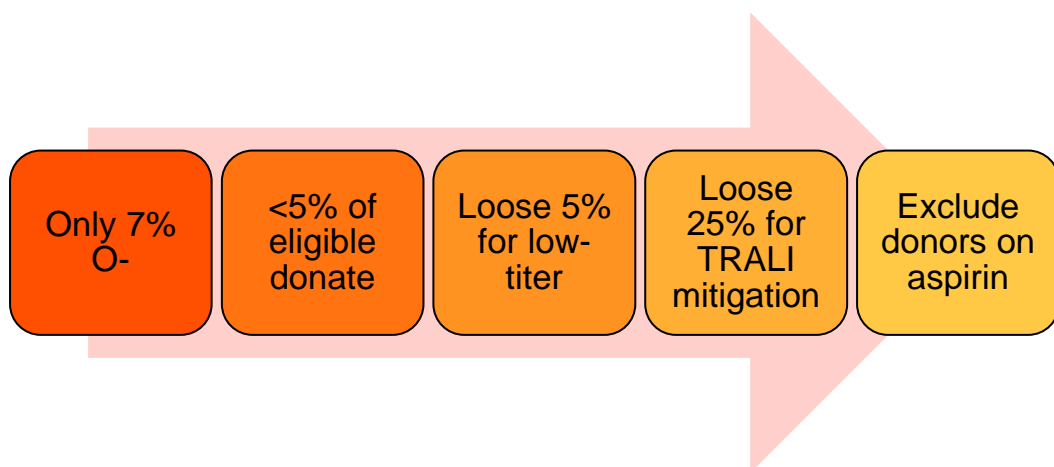 Only 7%
O-
<5% of
eligible
donate
Loose 5%
for low-
titer
Loose
25% for
TRALI
mitigation
Exclude
donors on
aspirin